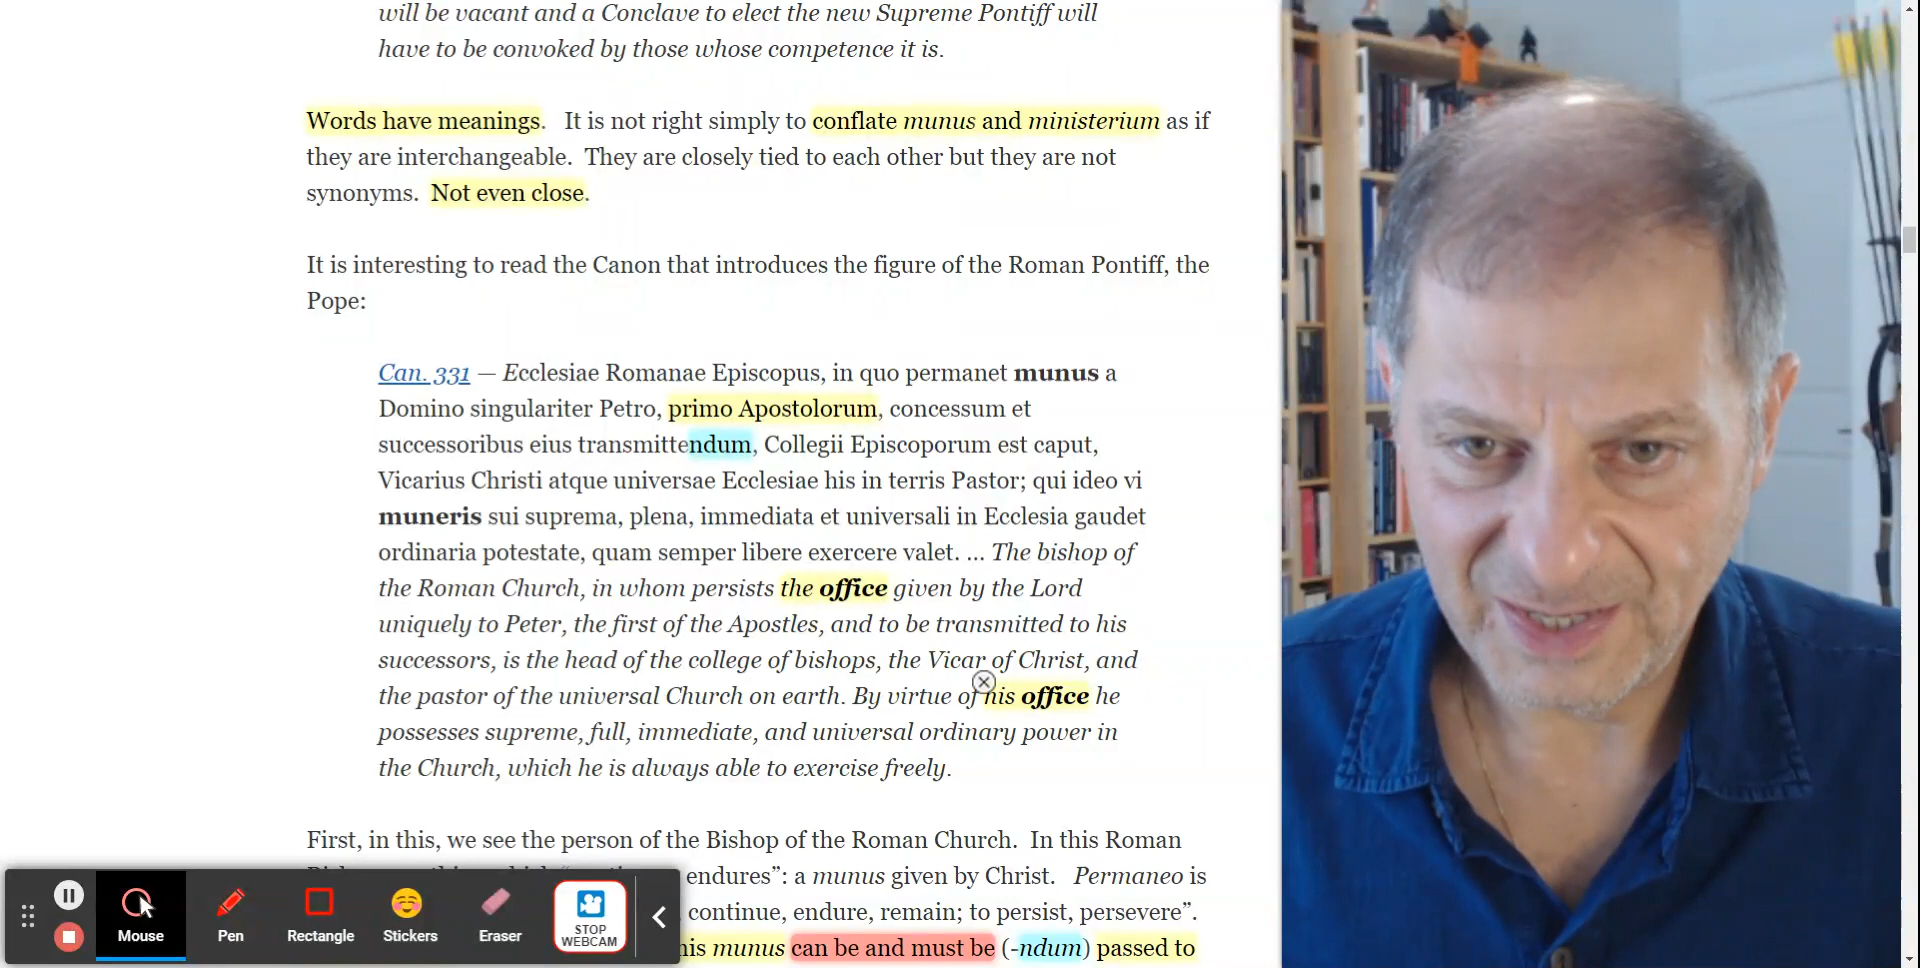 will be vacant and a Conclave to elect the new Supreme Pontiff will
have to be convoked by those whose competence it is.
Words have meanings.   It is not right simply to conflate munus and ministerium as if
they are interchangeable.  They are closely tied to each other but they are not
synonyms.  Not even close.
It is interesting to read the Canon that introduces the figure of the Roman Pontiff, the
Pope:
Can. 331 — Ecclesiae Romanae Episcopus, in quo permanet munus a
Domino singulariter Petro, primo Apostolorum, concessum et
successoribus eius transmittendum, Collegii Episcoporum est caput,
Vicarius Christi atque universae Ecclesiae his in terris Pastor; qui ideo vi
muneris sui suprema, plena, immediata et universali in Ecclesia gaudet
ordinaria potestate, quam semper libere exercere valet. … The bishop of
the Roman Church, in whom persists the office given by the Lord
uniquely to Peter, the first of the Apostles, and to be transmitted to his
successors, is the head of the college of bishops, the Vicar of Christ, and
the pastor of the universal Church on earth. By virtue of his office he
possesses supreme, full, immediate, and universal ordinary power in
the Church, which he is always able to exercise freely.
First, in this, we see the person of the Bishop of the Roman Church.  In this Roman
endures”: a munus given by Christ.   Permaneo is
continue, endure, remain; to persist, persevere”.
munus can be and must be (-ndum) passed to
Mouse
Pen
Rectangle
Stickers
Eraser
STOP
WEBCAM